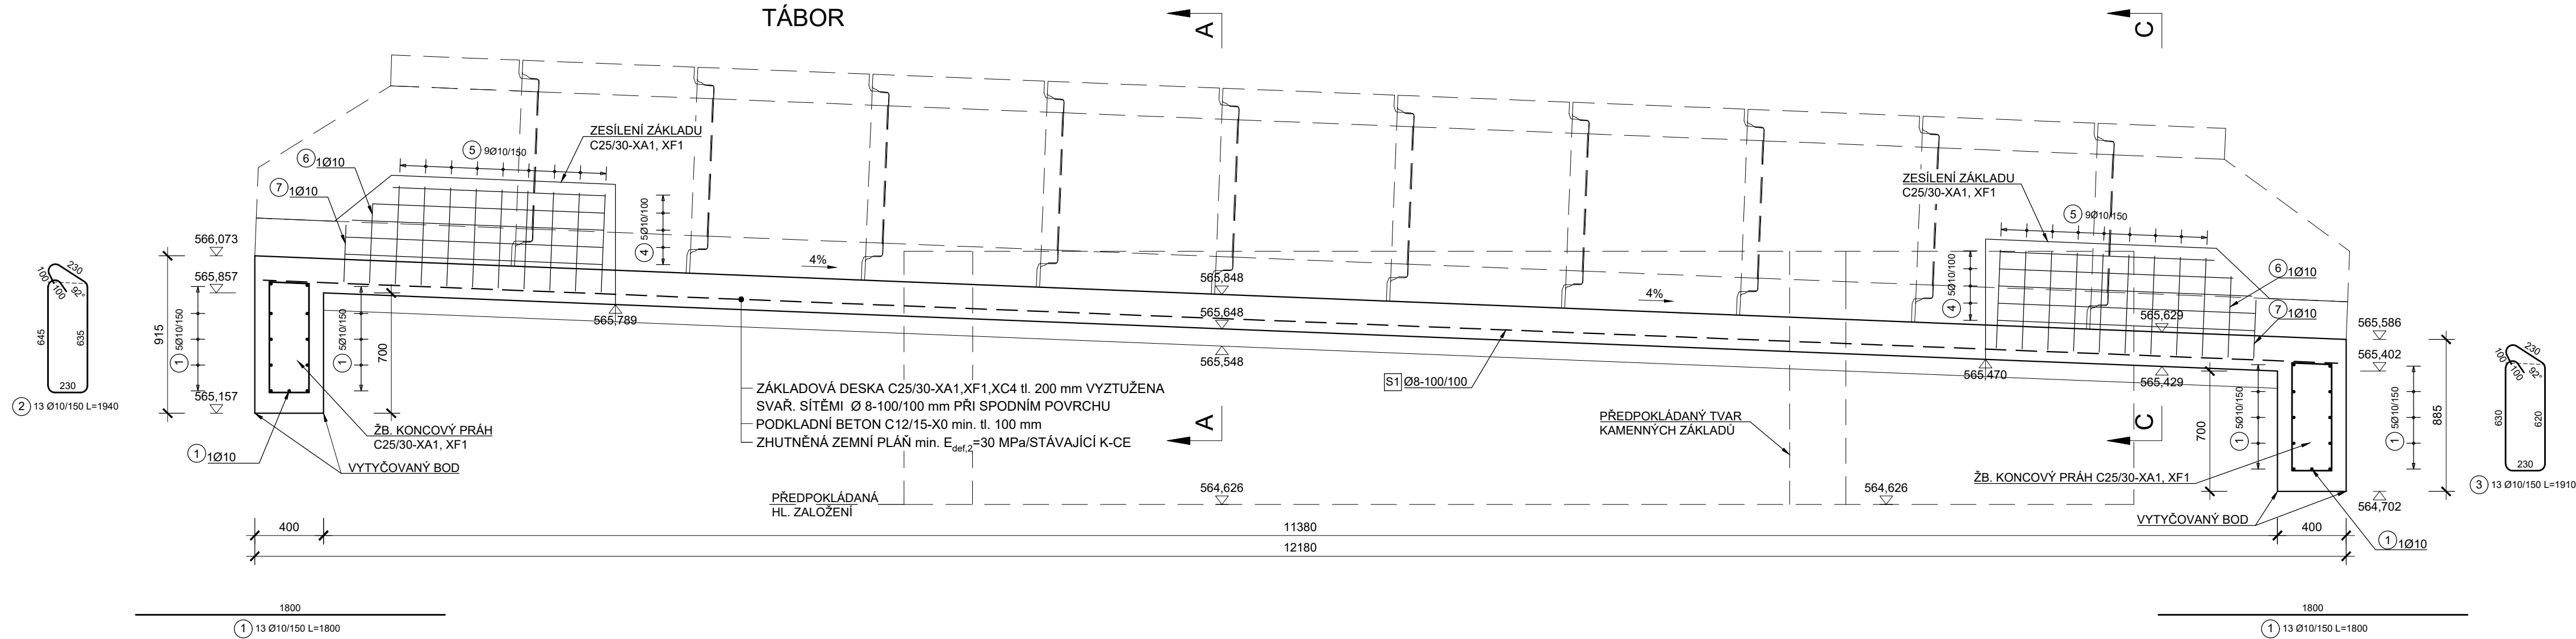 TÁBOR
A
C
ZESÍLENÍ ZÁKLADU
C25/30-XA1, XF1
5 9Ø10/150
6 1Ø10
7 1Ø10
4 5Ø10/100
566,073
565,857
565,157
915
1 5Ø10/150
1 5Ø10/150
700
230
100
100
92°
645
635
230
2 13 Ø10/150 L=1940
565,789
4%
ŽB. KONCOVÝ PRÁH
C25/30-XA1, XF1
1 1Ø10
VYTYČOVANÝ BOD
ZÁKLADOVÁ DESKA C25/30-XA1,XF1,XC4 tl. 200 mm VYZTUŽENA
SVAŘ. SÍTĚMI Ø 8-100/100 mm PŘI SPODNÍM POVRCHU
PODKLADNÍ BETON C12/15-X0 min. tl. 100 mm
ZHUTNĚNÁ ZEMNÍ PLÁŇ min. Edef,2=30 MPa/STÁVAJÍCÍ K-CE
565,848
565,648
565,548
A
PŘEDPOKLÁDANÁ
HL. ZALOŽENÍ
564,626
S1 Ø8-100/100
4%
PŘEDPOKLÁDANÝ TVAR
KAMENNÝCH ZÁKLADŮ
564,626
ZESÍLENÍ ZÁKLADU
C25/30-XA1, XF1
5 9Ø10/150
4 5Ø10/100
6 1Ø10
7 1Ø10
565,629
565,470
565,429
C
565,586
565,402
564,702
700
1 5Ø10/150
1 5Ø10/150
885
ŽB. KONCOVÝ PRÁH C25/30-XA1, XF1
VYTYČOVANÝ BOD
1 1Ø10
230
100
100
92°
630
620
230
3 13 Ø10/150 L=1910
400
11380
400
12180
1800
1 13 Ø10/150 L=1800
1800
1 13 Ø10/150 L=1800